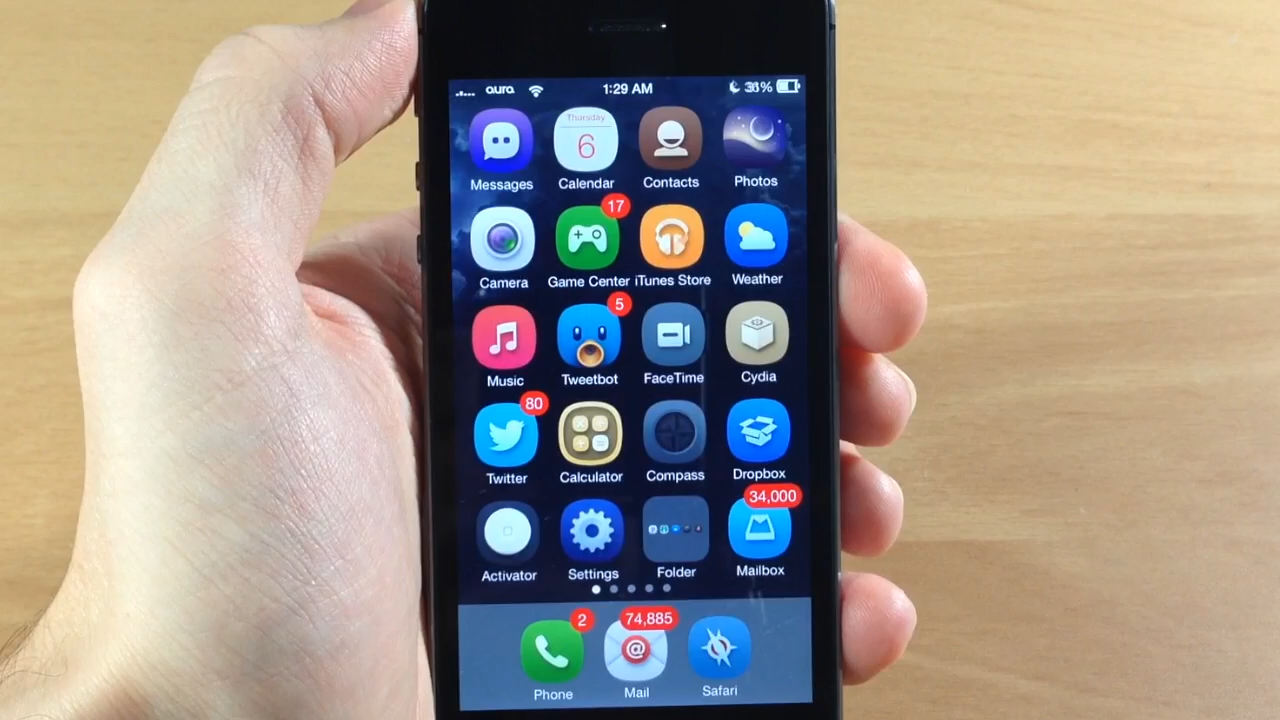 aura 1:29 AM 36%
Thursday
6
Messages Calendar Contacts Photos
17
Camera Game Center iTunes Store Weather
5
Music Tweetbot FaceTime Cydia
80
Twitter Calculator Compass Dropbox
34,000
Activator Settings Folder Mailbox
2 74,885
@
Phone Mail Safari